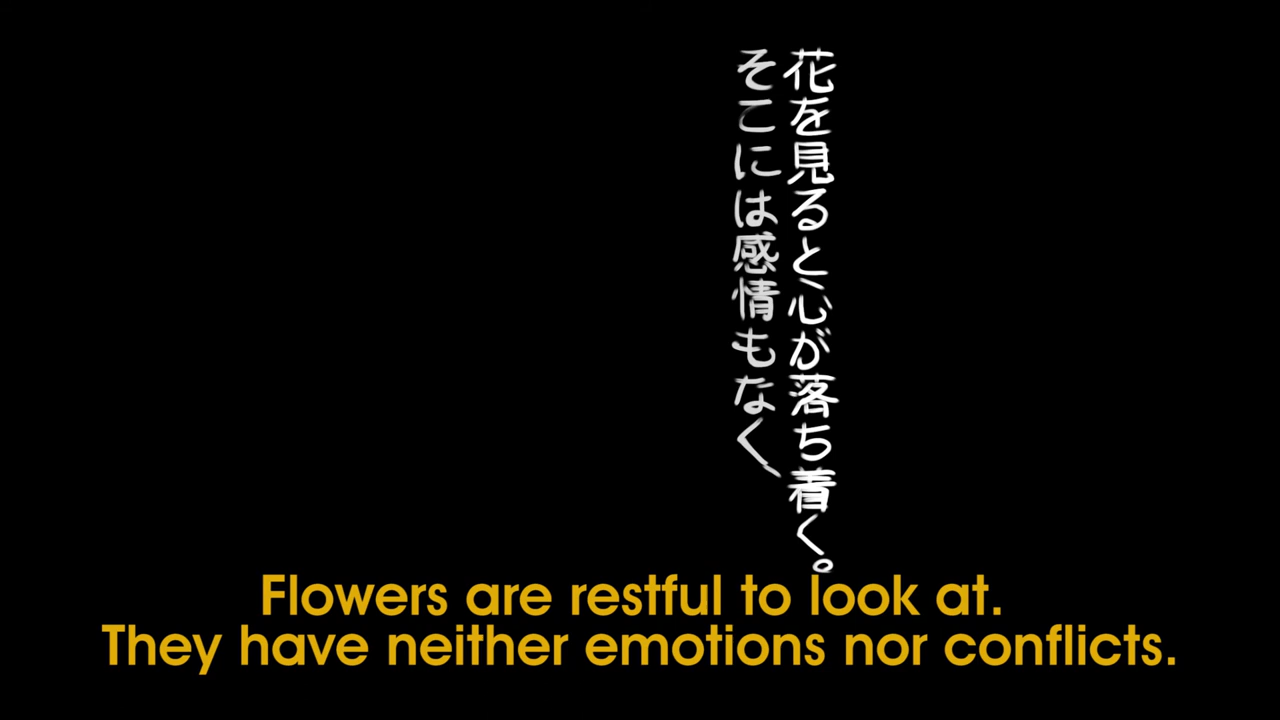 花を見ると心が落ち着く。
そこには感情もなく、
Flowers are restful to look at.
They have neither emotions nor conflicts.